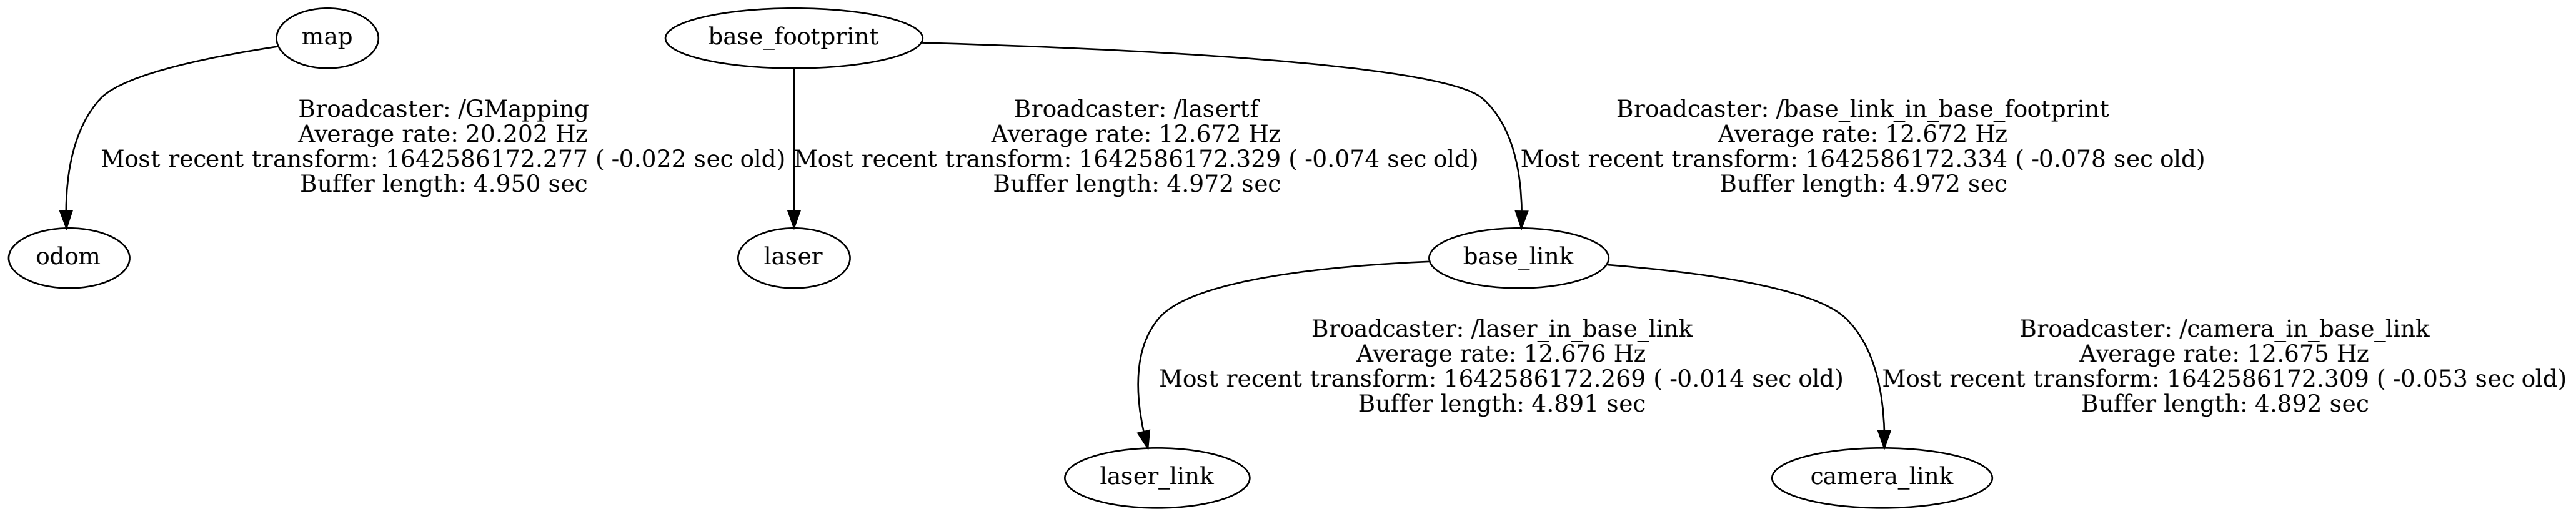 map
base_footprint
Broadcaster: /GMapping
Average rate: 20.202 Hz
Most recent transform: 1642586172.277 ( -0.022 sec old)
Buffer length: 4.950 sec
Broadcaster: /lasertf
Average rate: 12.672 Hz
Most recent transform: 1642586172.329 ( -0.074 sec old)
Buffer length: 4.972 sec
Broadcaster: /base_link_in_base_footprint
Average rate: 12.672 Hz
Most recent transform: 1642586172.334 ( -0.078 sec old)
Buffer length: 4.972 sec
odom
laser
base_link
Broadcaster: /laser_in_base_link
Average rate: 12.676 Hz
Most recent transform: 1642586172.269 ( -0.014 sec old)
Buffer length: 4.891 sec
Broadcaster: /camera_in_base_link
Average rate: 12.675 Hz
Most recent transform: 1642586172.309 ( -0.053 sec old)
Buffer length: 4.892 sec
laser_link
camera_link